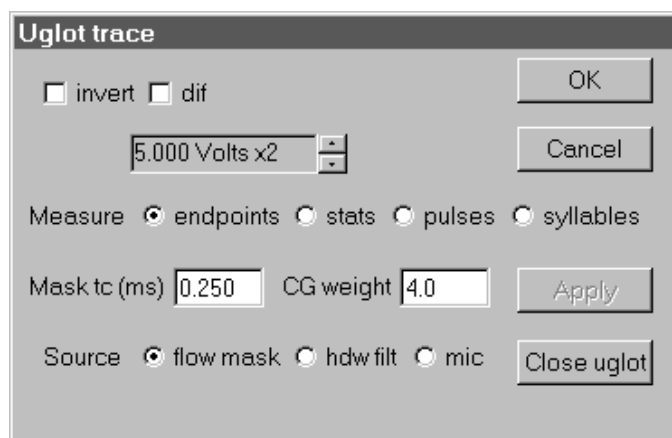 Uglot trace
invert dif OK
5.000 Volts x2 Cancel
Measure endpoints stats pulses syllables
Mask tc (ms) 0.250 CG weight 4.0 Apply
Source flow mask hdw filt mic Close uglot